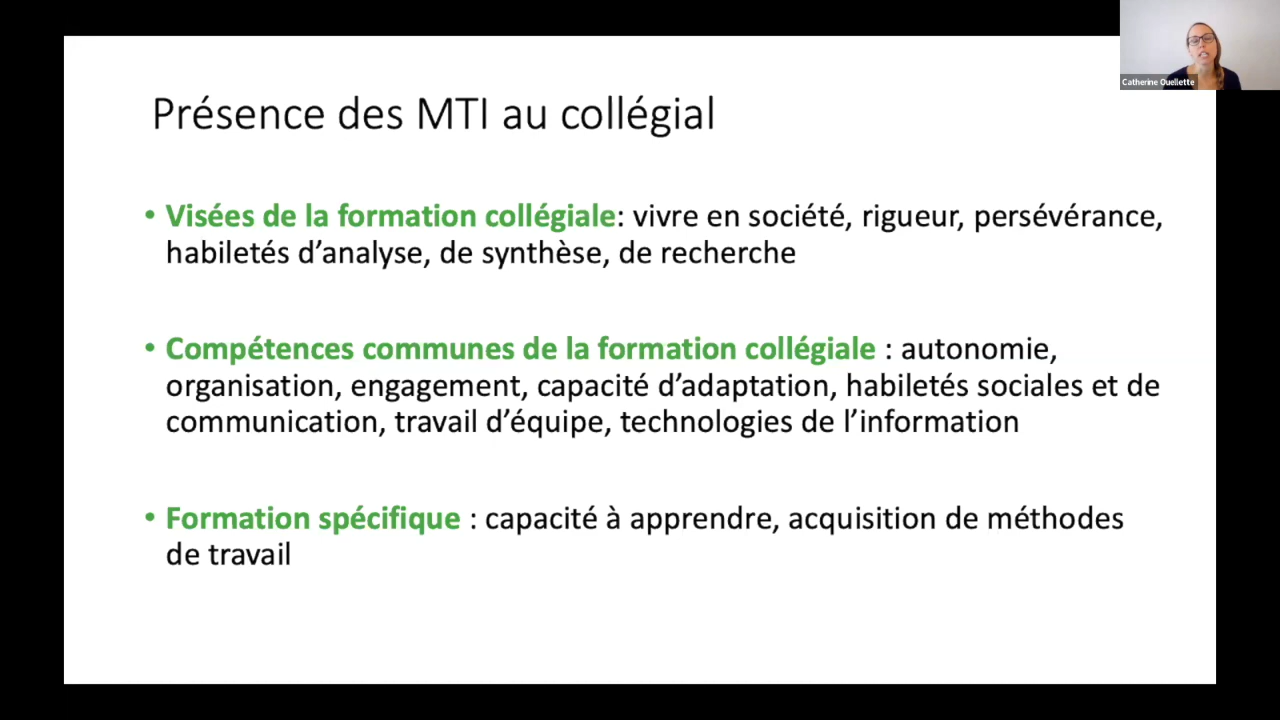 Catherine Ouellette
Présence des MTI au collégial
• Visées de la formation collégiale: vivre en société, rigueur, persévérance,
habiletés d’analyse, de synthèse, de recherche
• Compétences communes de la formation collégiale : autonomie,
organisation, engagement, capacité d’adaptation, habiletés sociales et de
communication, travail d’équipe, technologies de l’information
• Formation spécifique : capacité à apprendre, acquisition de méthodes
de travail